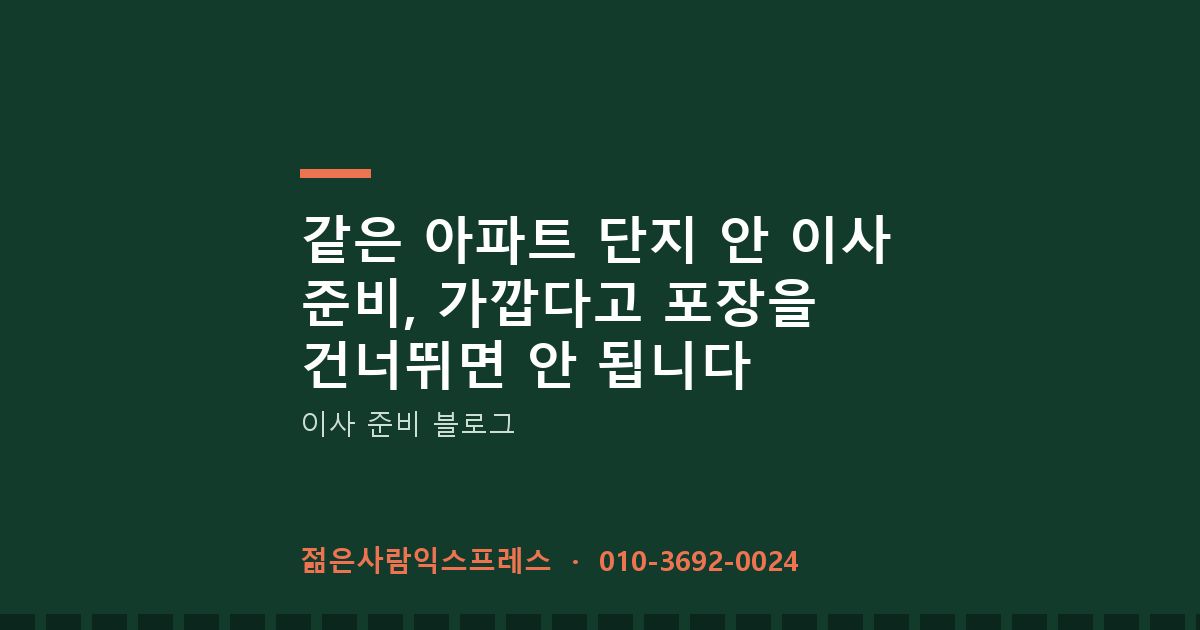 같은 아파트 단지 안 이사
준비, 가깝다고 포장을
건너뛰면 안 됩니다
이사 준비 블로그
젊은사람익스프레스 · 010-3692-0024